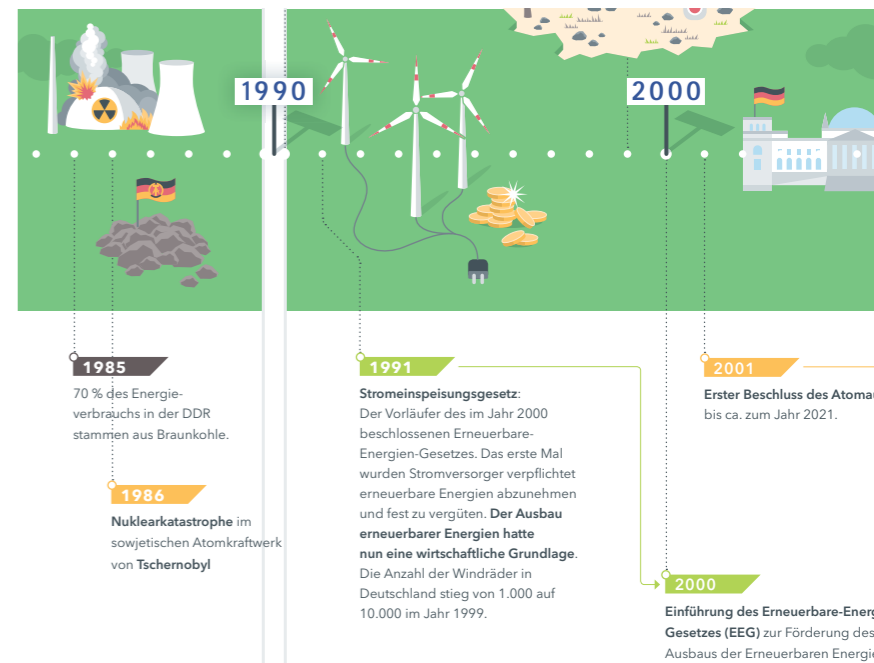 1990
2000
1985
70 % des Energie-
verbrauchs in der DDR
stammen aus Braunkohle.
1986
Nuklearkatastrophe im
sowjetischen Atomkraftwerk
von Tschernobyl
1991
Stromeinspeisungsgesetz:
Der Vorläufer des im Jahr 2000
beschlossenen Erneuerbare-
Energien-Gesetzes. Das erste Mal
wurden Stromversorger verpflichtet
erneuerbare Energien abzunehmen
und fest zu vergüten. Der Ausbau
erneuerbarer Energien hatte
nun eine wirtschaftliche Grundlage.
Die Anzahl der Windräder in
Deutschland stieg von 1.000 auf
10.000 im Jahr 1999.
2001
Erster Beschluss des
bis ca. zum Jahr 2021.
2000
Einführung des
Gesetzes (EEG) zur Förderung des
Ausbaus der Erneuerbaren